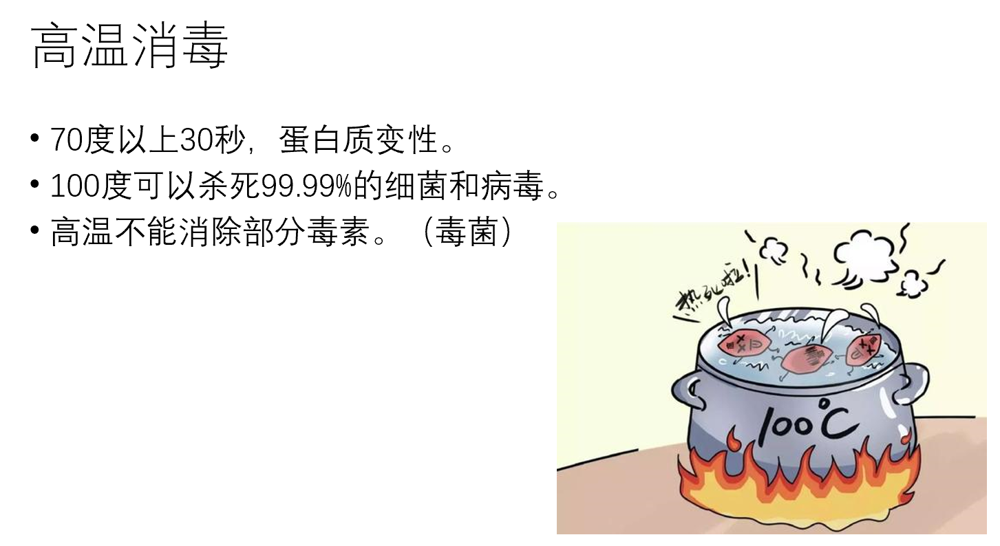 高温消毒
• 70度以上30秒，蛋白质变性。
• 100度可以杀死99.99%的细菌和病毒。
• 高温不能消除部分毒素。（毒菌）
热死啦！
100℃